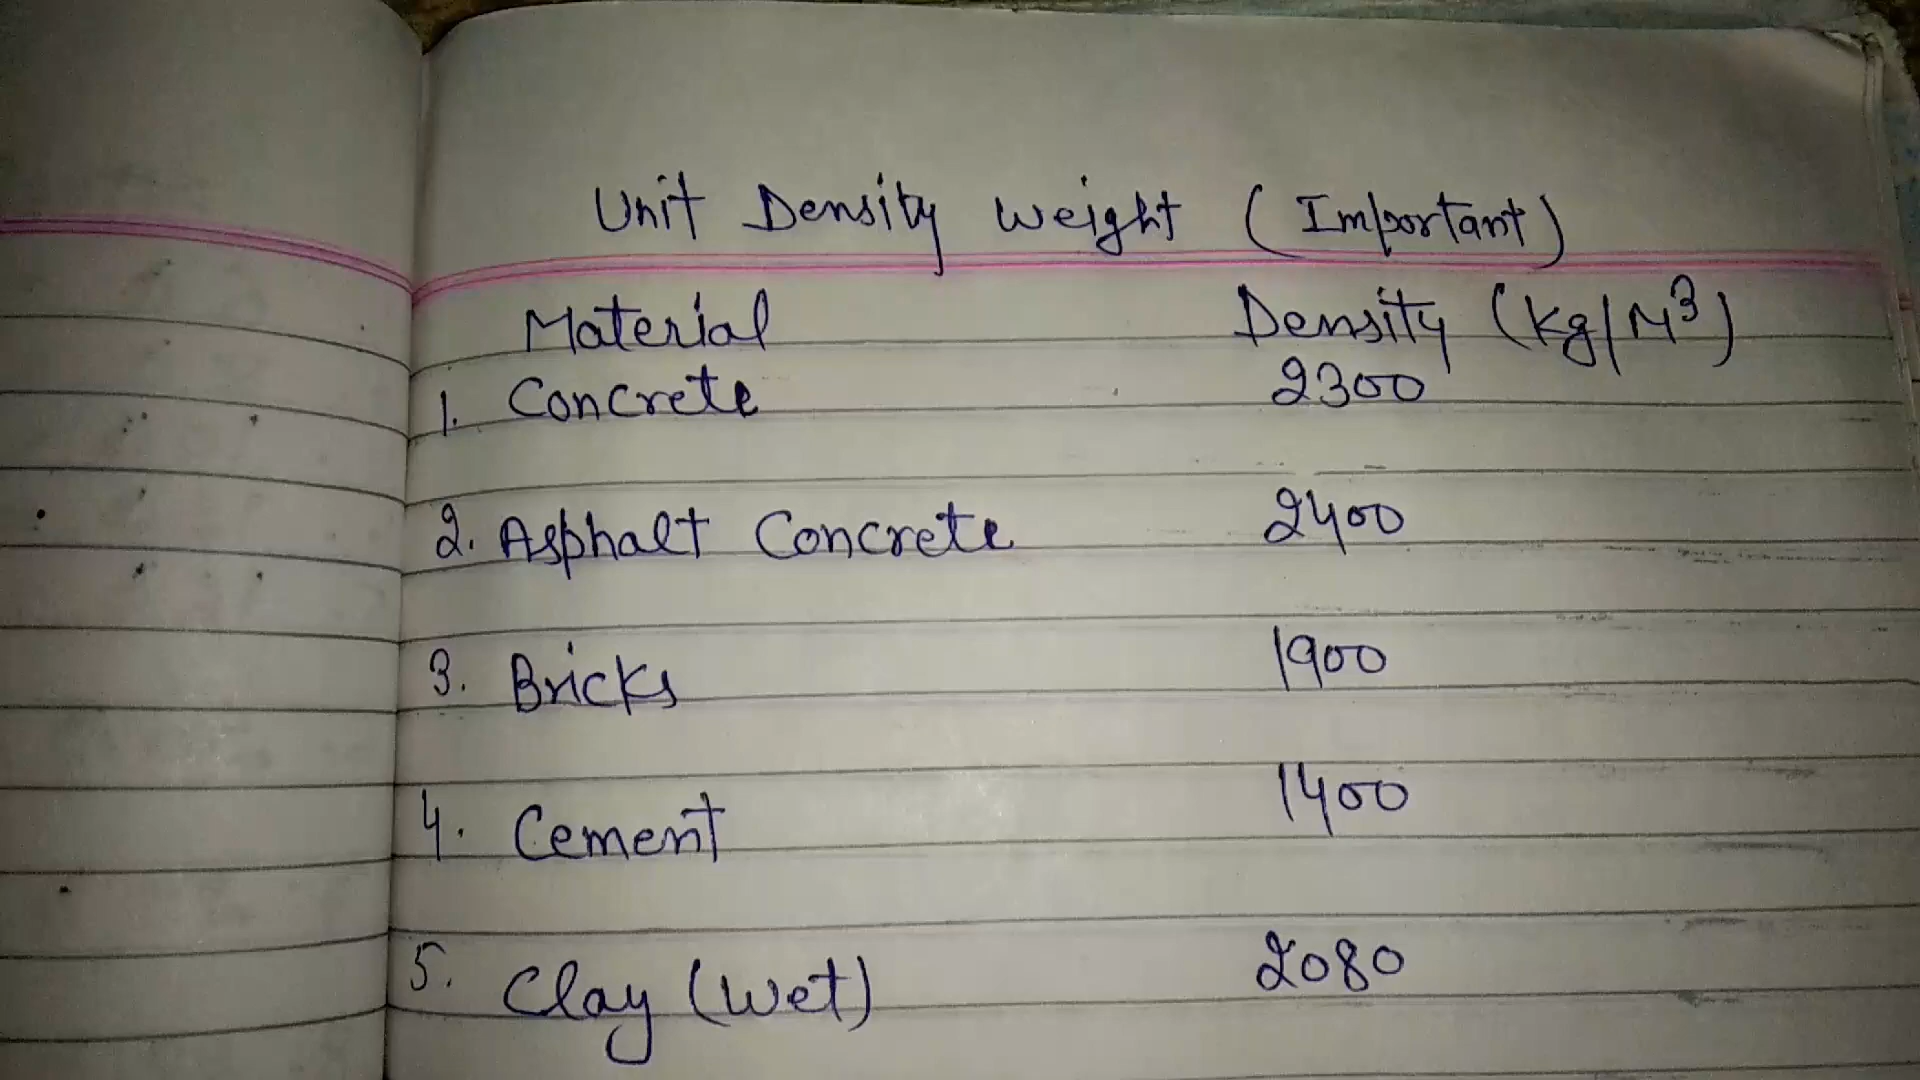 Unit Density Weight (Important)
Material Density (Kg/M³)
1. Concrete 2300
2. Asphalt Concrete 2400
3. Bricks 1900
4. Cement 1400
5. Clay (Wet) 2080